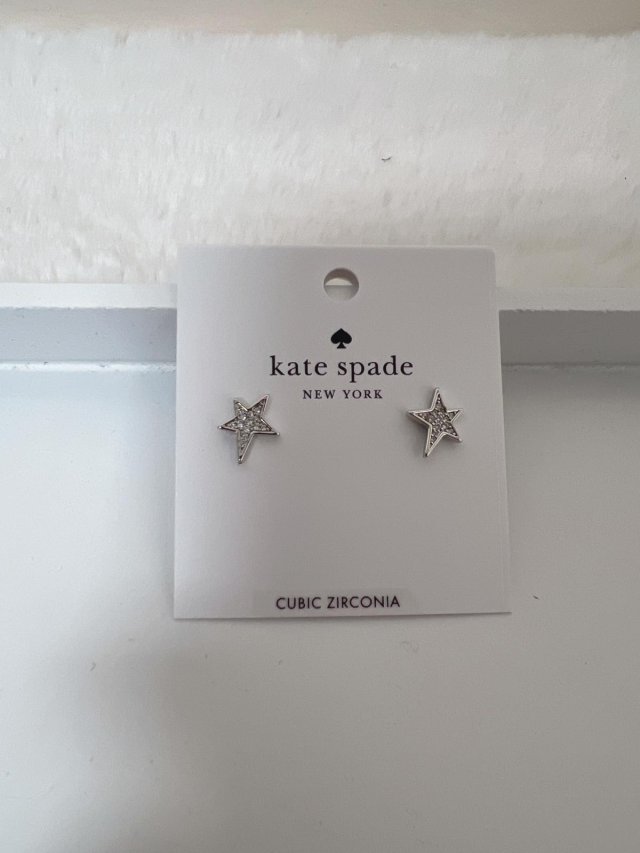 kate spade
NEW YORK
CUBIC ZIRCONIA